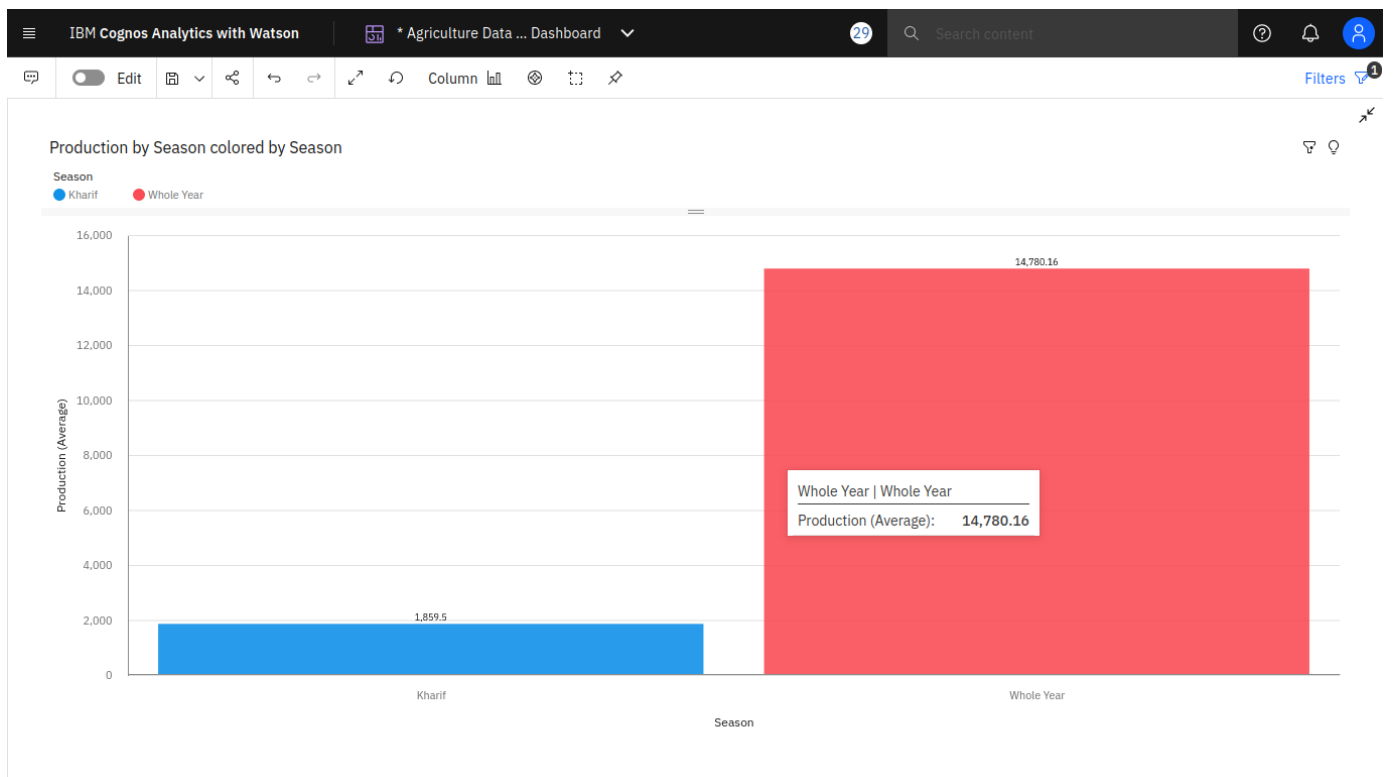 IBM Cognos Analytics with Watson
* Agriculture Data ... Dashboard
29
Search content
Edit
Column
Filters
1
Production by Season colored by Season
Season
Kharif
Whole Year
16,000
14,000
12,000
10,000
8,000
6,000
4,000
2,000
0
Production (Average)
1,859.5
14,780.16
Whole Year | Whole Year
Production (Average): 14,780.16
Kharif
Whole Year
Season